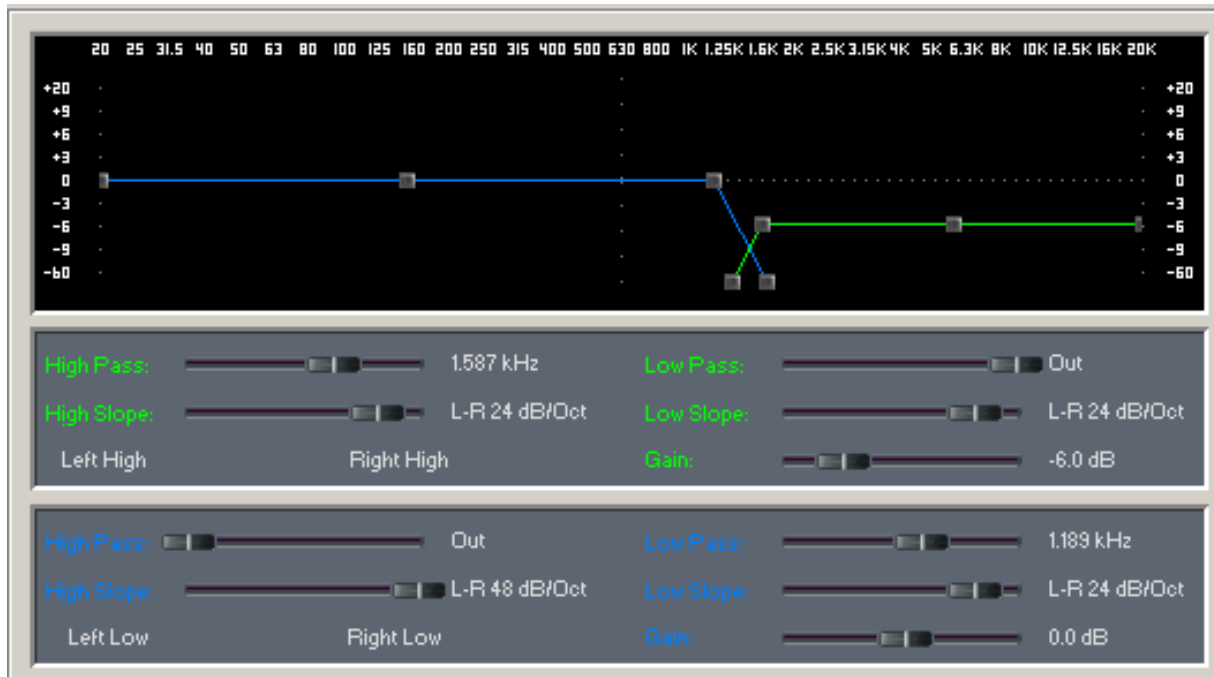 20 25 31.5 40 50 63 80 100 125 160 200 250 315 400 500 630 800 1K 1.25K 1.6K 2K 2.5K 3.15K 4K 5K 6.3K 8K 10K 12.5K 16K 20K
+20 +20
+9 +9
+6 +6
+3 +3
0 0
-3 -3
-6 -6
-9 -9
-60 -60
High Pass: 1.587 kHz Low Pass: Out
High Slope: L-R 24 dB/Oct Low Slope: L-R 24 dB/Oct
Left High Right High Gain: -6.0 dB
High Pass: Out Low Pass: 1.189 kHz
High Slope: L-R 48 dB/Oct Low Slope: L-R 24 dB/Oct
Left Low Right Low Gain: 0.0 dB